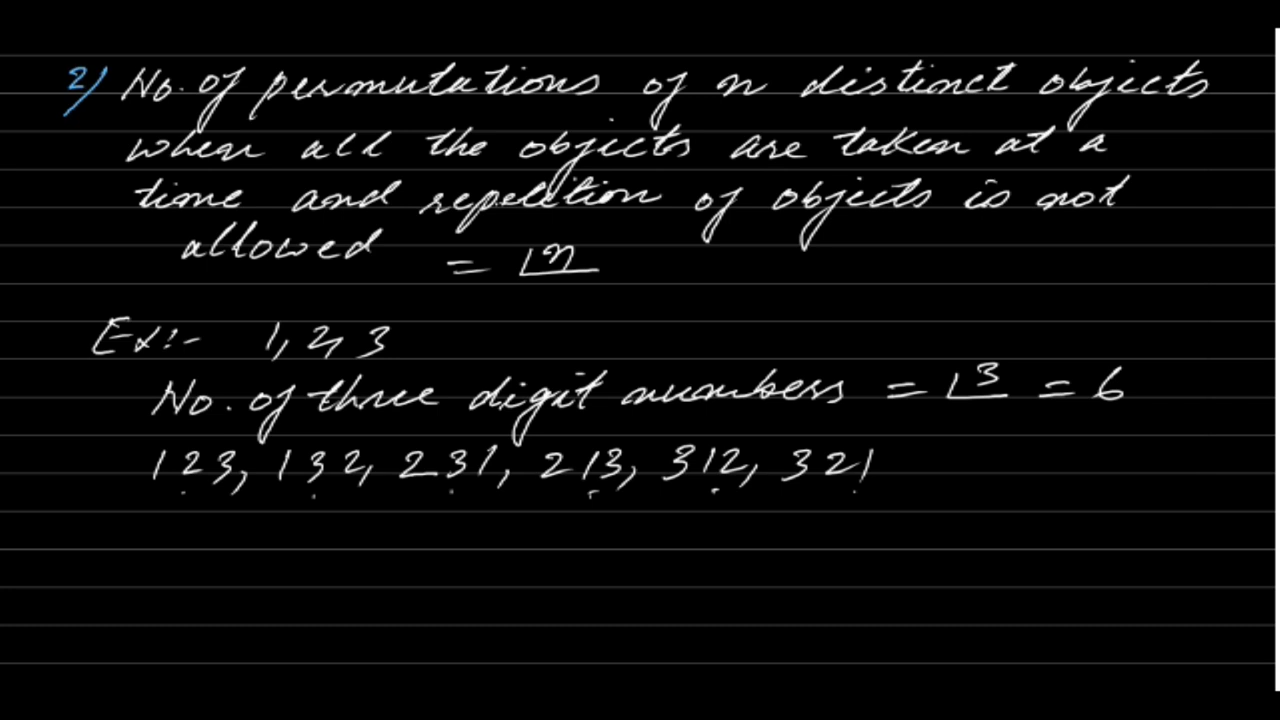 2) No. of permutations of n distinct objects
when all the objects are taken at a
time and repetition of objects is not
allowed = ⌊n
Ex:- 1, 2, 3
No. of three digit numbers = ⌊3 = 6
123, 132, 231, 213, 312, 321